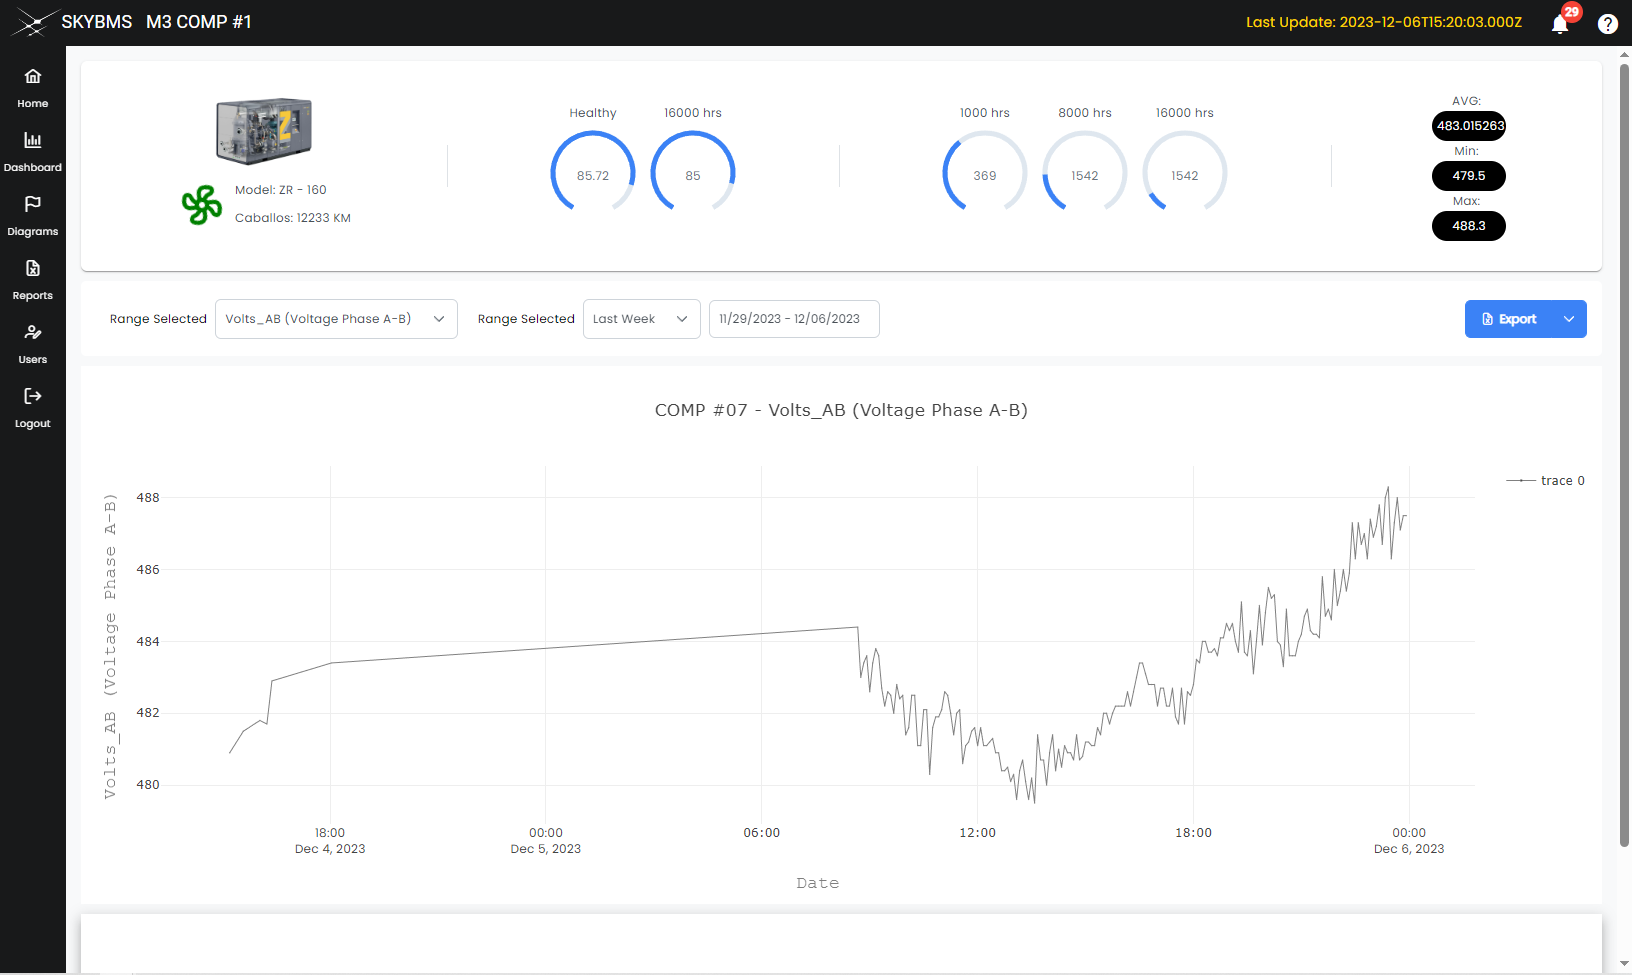 SKYBMS M3 COMP #1
Last Update: 2023-12-06T15:20:03.000Z
29
?
Home
Dashboard
Diagrams
Reports
Users
Logout
Z
Model: ZR - 160
Caballos: 12233 KM
Healthy
85.72
16000 hrs
85
1000 hrs
369
8000 hrs
1542
16000 hrs
1542
AVG:
483.015263
Min:
479.5
Max:
488.3
Range Selected
Volts_AB (Voltage Phase A-B)
Range Selected
Last Week
11/29/2023 - 12/06/2023
Export
COMP #07 - Volts_AB (Voltage Phase A-B)
trace 0
Volts_AB (Voltage Phase A-B)
488
486
484
482
480
18:00
Dec 4, 2023
00:00
Dec 5, 2023
06:00
12:00
18:00
00:00
Dec 6, 2023
Date